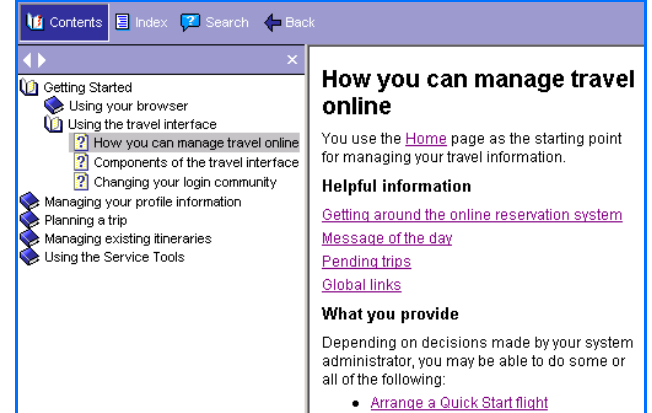 Contents Index Search Back
Getting Started
Using your browser
Using the travel interface
How you can manage travel online
Components of the travel interface
Changing your login community
Managing your profile information
Planning a trip
Managing existing itineraries
Using the Service Tools
How you can manage travel
online
You use the Home page as the starting point
for managing your travel information.
Helpful information
Getting around the online reservation system
Message of the day
Pending trips
Global links
What you provide
Depending on decisions made by your system
administrator, you may be able to do some or
all of the following:
• Arrange a Quick Start flight